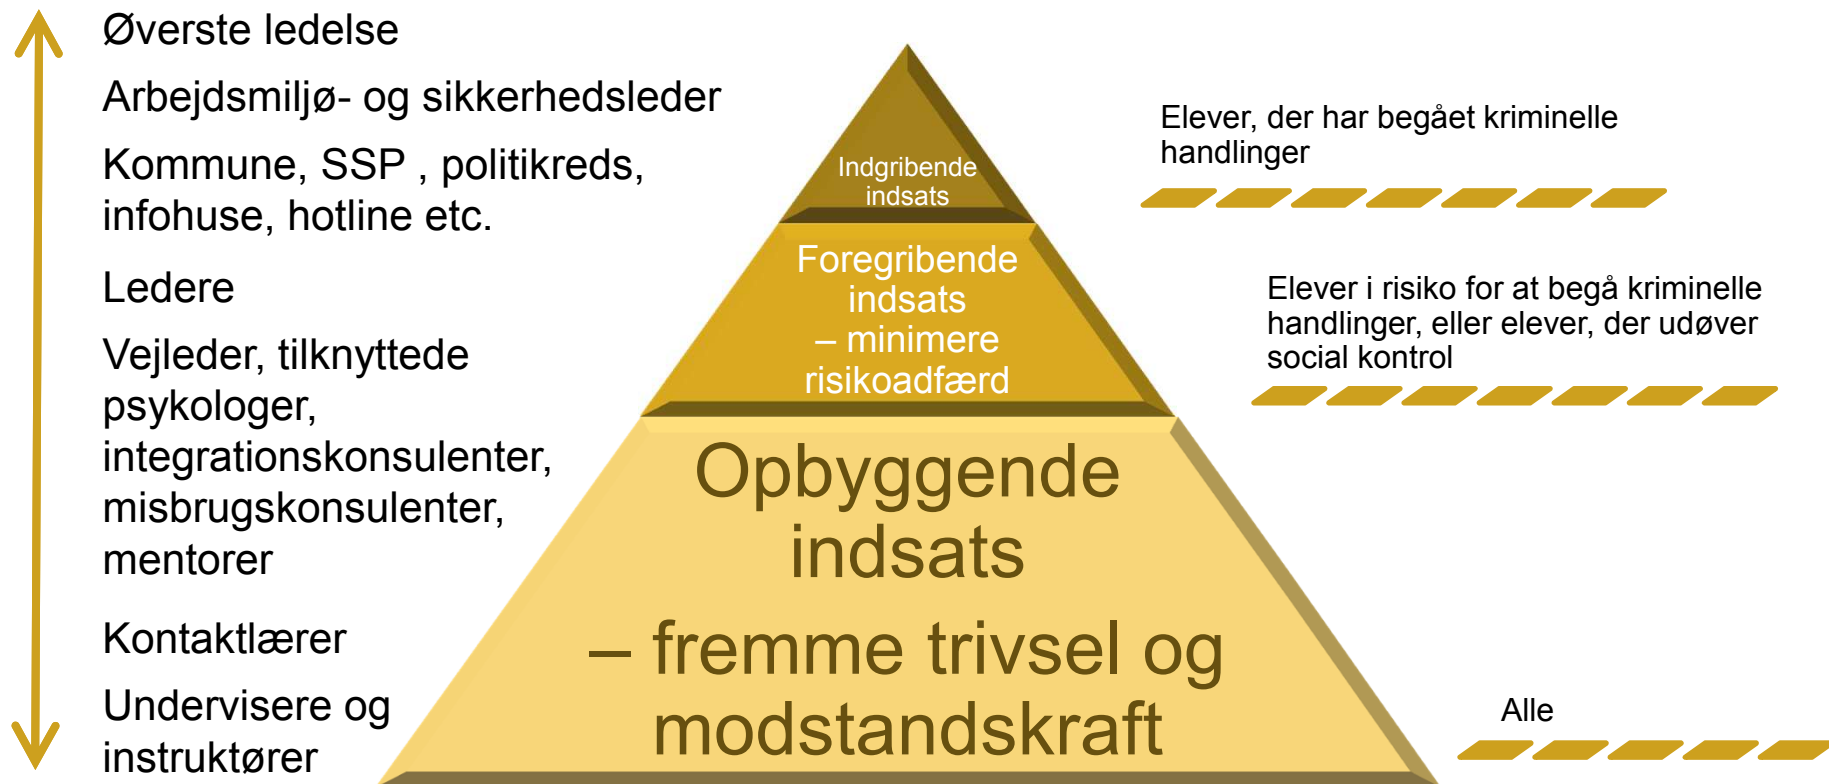 Øverste ledelse
Arbejdsmiljø- og sikkerhedsleder
Kommune, SSP , politikreds,
infohuse, hotline etc.
Ledere
Vejleder, tilknyttede
psykologer,
integrationskonsulenter,
misbrugskonsulenter,
mentorer
Kontaktlærer
Undervisere og
instruktører
Indgribende
indsats
Foregribende
indsats
– minimere
risikoadfærd
Opbyggende
indsats
– fremme trivsel og
modstandskraft
Elever, der har begået kriminelle
handlinger
Elever i risiko for at begå kriminelle
handlinger, eller elever, der udøver
social kontrol
Alle